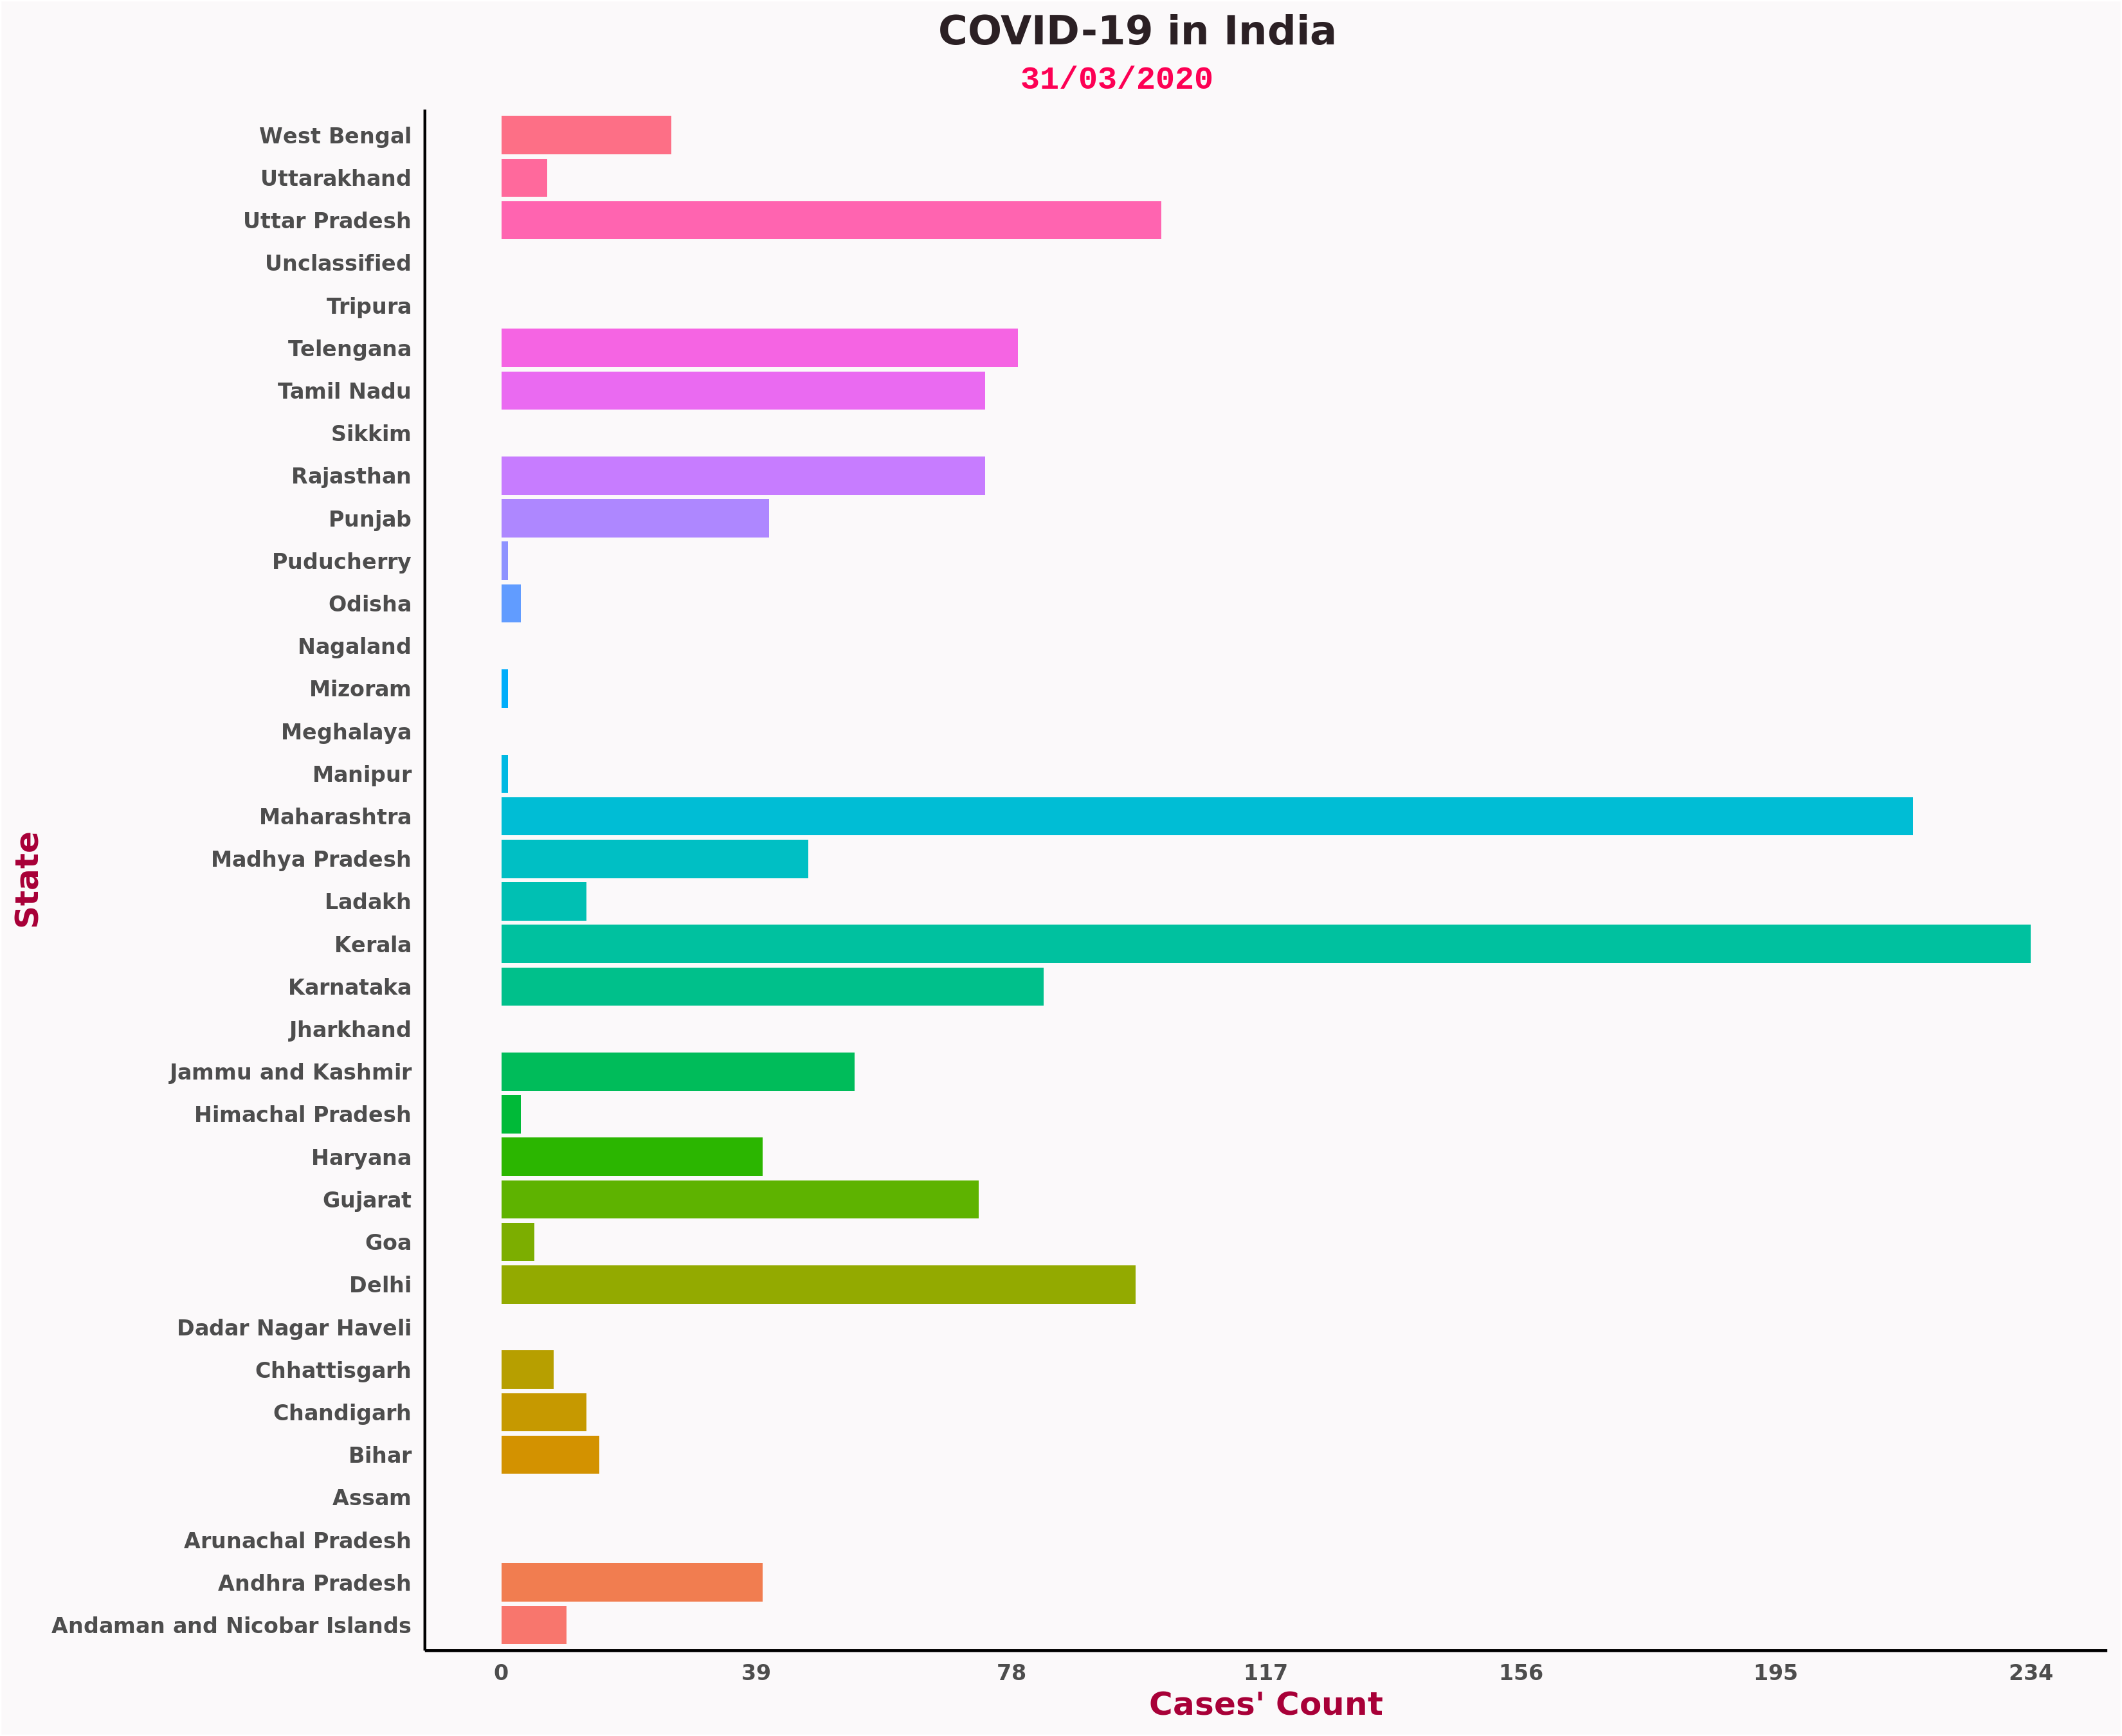 COVID-19 in India
31/03/2020
West Bengal
Uttarakhand
Uttar Pradesh
Unclassified
Tripura
Telengana
Tamil Nadu
Sikkim
Rajasthan
Punjab
Puducherry
Odisha
Nagaland
Mizoram
Meghalaya
Manipur
Maharashtra
Madhya Pradesh
Ladakh
Kerala
Karnataka
Jharkhand
Jammu and Kashmir
Himachal Pradesh
Haryana
Gujarat
Goa
Delhi
Dadar Nagar Haveli
Chhattisgarh
Chandigarh
Bihar
Assam
Arunachal Pradesh
Andhra Pradesh
Andaman and Nicobar Islands
State
0 39 78 117 156 195 234
Cases' Count